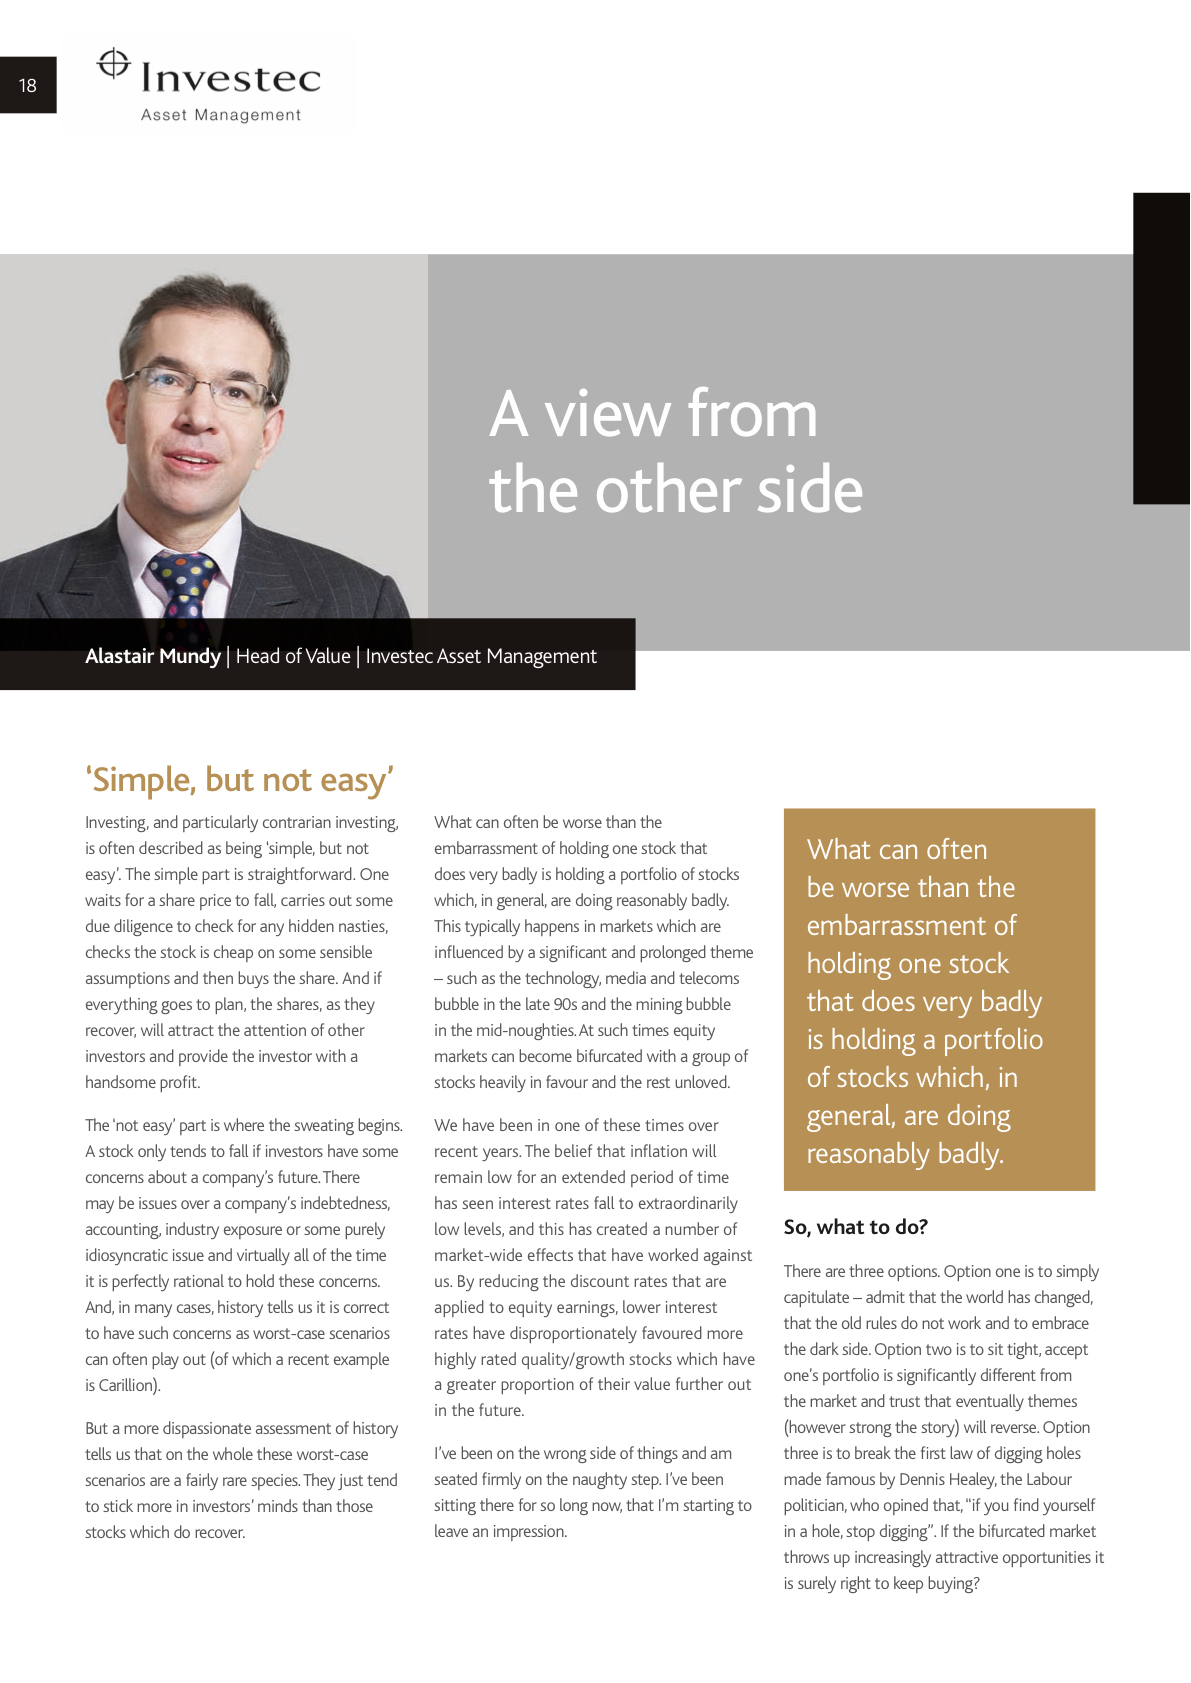 18
Investec
Asset Management
A view from
the other side
Alastair Mundy | Head of Value | Investec Asset Management
‘Simple, but not easy’
Investing, and particularly contrarian investing,
is often described as being ‘simple, but not
easy’. The simple part is straightforward. One
waits for a share price to fall, carries out some
due diligence to check for any hidden nasties,
checks the stock is cheap on some sensible
assumptions and then buys the share. And if
everything goes to plan, the shares, as they
recover, will attract the attention of other
investors and provide the investor with a
handsome profit.
The ‘not easy’ part is where the sweating begins.
A stock only tends to fall if investors have some
concerns about a company’s future. There
may be issues over a company’s indebtedness,
accounting, industry exposure or some purely
idiosyncratic issue and virtually all of the time
it is perfectly rational to hold these concerns.
And, in many cases, history tells us it is correct
to have such concerns as worst-case scenarios
can often play out (of which a recent example
is Carillion).
But a more dispassionate assessment of history
tells us that on the whole these worst-case
scenarios are a fairly rare species. They just tend
to stick more in investors’ minds than those
stocks which do recover.
What can often be worse than the
embarrassment of holding one stock that
does very badly is holding a portfolio of stocks
which, in general, are doing reasonably badly.
This typically happens in markets which are
influenced by a significant and prolonged theme
– such as the technology, media and telecoms
bubble in the late 90s and the mining bubble
in the mid-noughties. At such times equity
markets can become bifurcated with a group of
stocks heavily in favour and the rest unloved.
We have been in one of these times over
recent years. The belief that inflation will
remain low for an extended period of time
has seen interest rates fall to extraordinarily
low levels, and this has created a number of
market-wide effects that have worked against
us. By reducing the discount rates that are
applied to equity earnings, lower interest
rates have disproportionately favoured more
highly rated quality/growth stocks which have
a greater proportion of their value further out
in the future.
I’ve been on the wrong side of things and am
seated firmly on the naughty step. I’ve been
sitting there for so long now, that I’m starting to
leave an impression.
What can often
be worse than the
embarrassment of
holding one stock
that does very badly
is holding a portfolio
of stocks which, in
general, are doing
reasonably badly.
So, what to do?
There are three options. Option one is to simply
capitulate – admit that the world has changed,
that the old rules do not work and to embrace
the dark side. Option two is to sit tight, accept
one’s portfolio is significantly different from
the market and trust that eventually themes
(however strong the story) will reverse. Option
three is to break the first law of digging holes
made famous by Dennis Healey, the Labour
politician, who opined that, “if you find yourself
in a hole, stop digging”. If the bifurcated market
throws up increasingly attractive opportunities it
is surely right to keep buying?